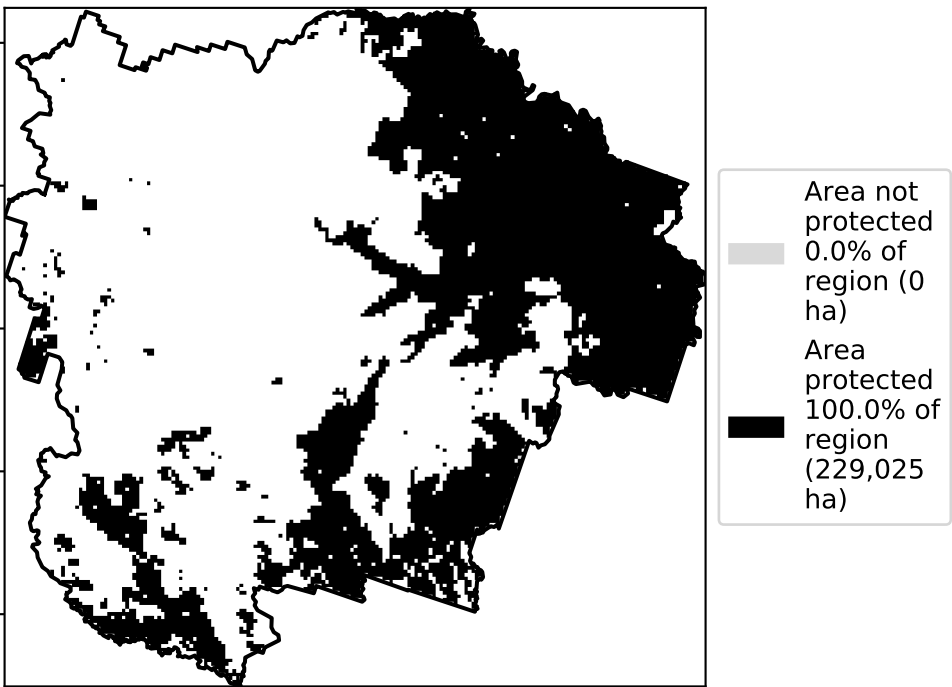 Area not
protected
0.0% of
region (0
ha)
Area
protected
100.0% of
region
(229,025
ha)